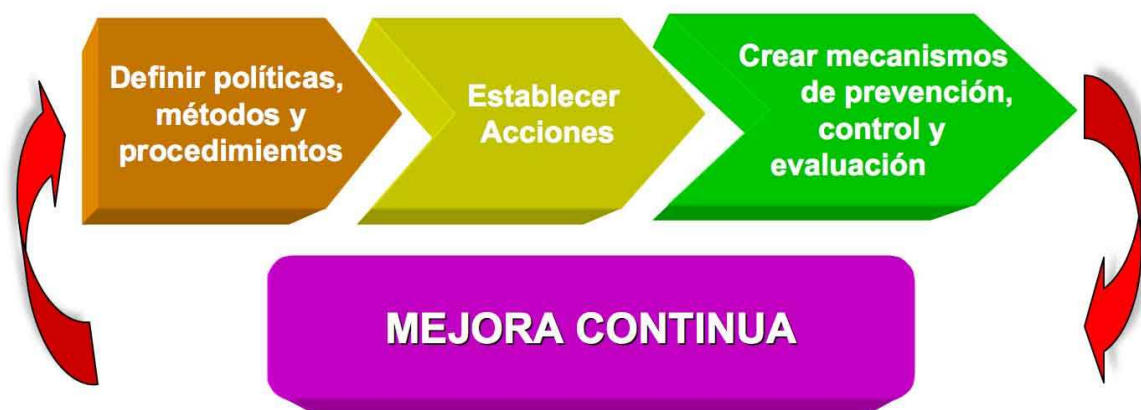 Definir políticas,
métodos y
procedimientos
Establecer
Acciones
Crear mecanismos
de prevención,
control y
evaluación
MEJORA CONTINUA